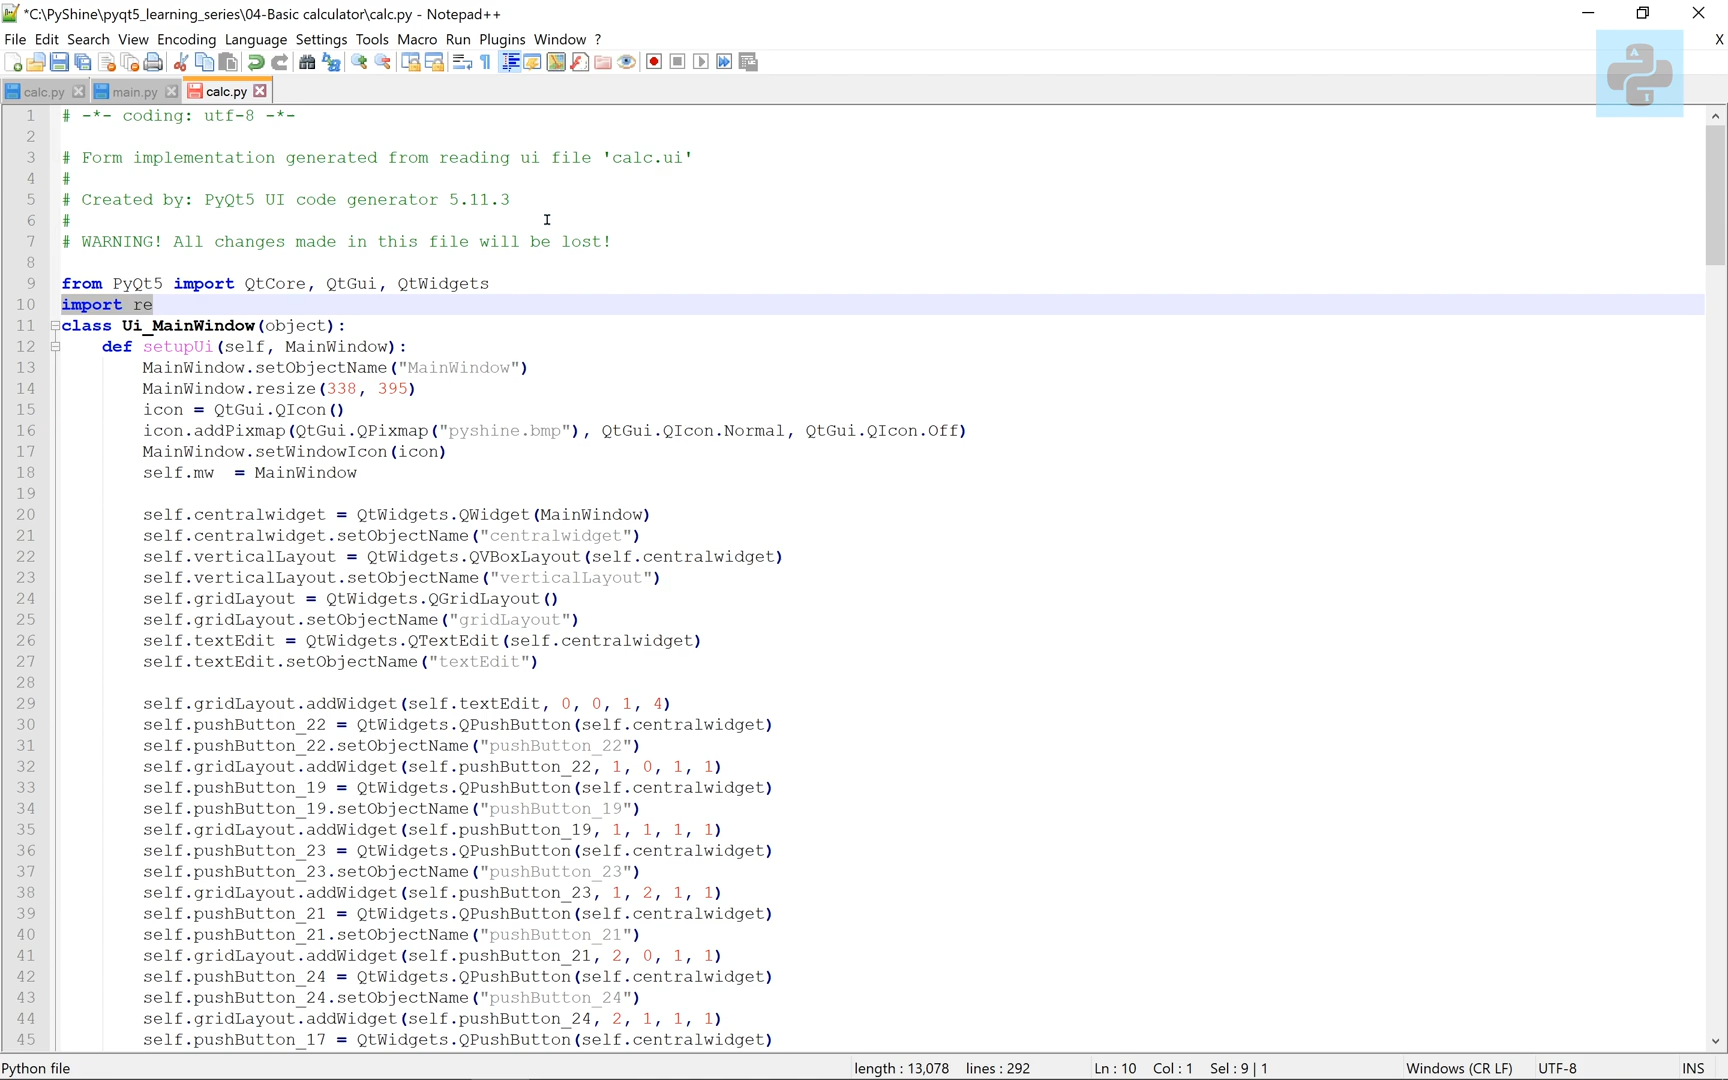 *C:\PyShine\pyqt5_learning_series\04-Basic calculator\calc.py - Notepad++
File Edit Search View Encoding Language Settings Tools Macro Run Plugins Window ? X
calc.py main.py calc.py
1 # -*- coding: utf-8 -*-
2
3 # Form implementation generated from reading ui file 'calc.ui'
4 #
5 # Created by: PyQt5 UI code generator 5.11.3
6 #
7 # WARNING! All changes made in this file will be lost!
8
9 from PyQt5 import QtCore, QtGui, QtWidgets
10 import re
11 class Ui_MainWindow(object):
12 def setupUi(self, MainWindow):
13 MainWindow.setObjectName("MainWindow")
14 MainWindow.resize(338, 395)
15 icon = QtGui.QIcon()
16 icon.addPixmap(QtGui.QPixmap("pyshine.bmp"), QtGui.QIcon.Normal, QtGui.QIcon.Off)
17 MainWindow.setWindowIcon(icon)
18 self.mw  = MainWindow
19
20 self.centralwidget = QtWidgets.QWidget(MainWindow)
21 self.centralwidget.setObjectName("centralwidget")
22 self.verticalLayout = QtWidgets.QVBoxLayout(self.centralwidget)
23 self.verticalLayout.setObjectName("verticalLayout")
24 self.gridLayout = QtWidgets.QGridLayout()
25 self.gridLayout.setObjectName("gridLayout")
26 self.textEdit = QtWidgets.QTextEdit(self.centralwidget)
27 self.textEdit.setObjectName("textEdit")
28
29 self.gridLayout.addWidget(self.textEdit, 0, 0, 1, 4)
30 self.pushButton_22 = QtWidgets.QPushButton(self.centralwidget)
31 self.pushButton_22.setObjectName("pushButton_22")
32 self.gridLayout.addWidget(self.pushButton_22, 1, 0, 1, 1)
33 self.pushButton_19 = QtWidgets.QPushButton(self.centralwidget)
34 self.pushButton_19.setObjectName("pushButton_19")
35 self.gridLayout.addWidget(self.pushButton_19, 1, 1, 1, 1)
36 self.pushButton_23 = QtWidgets.QPushButton(self.centralwidget)
37 self.pushButton_23.setObjectName("pushButton_23")
38 self.gridLayout.addWidget(self.pushButton_23, 1, 2, 1, 1)
39 self.pushButton_21 = QtWidgets.QPushButton(self.centralwidget)
40 self.pushButton_21.setObjectName("pushButton_21")
41 self.gridLayout.addWidget(self.pushButton_21, 2, 0, 1, 1)
42 self.pushButton_24 = QtWidgets.QPushButton(self.centralwidget)
43 self.pushButton_24.setObjectName("pushButton_24")
44 self.gridLayout.addWidget(self.pushButton_24, 2, 1, 1, 1)
45 self.pushButton_17 = QtWidgets.QPushButton(self.centralwidget)
Python file length : 13,078 lines : 292 Ln : 10 Col : 1 Sel : 9 | 1 Windows (CR LF) UTF-8 INS